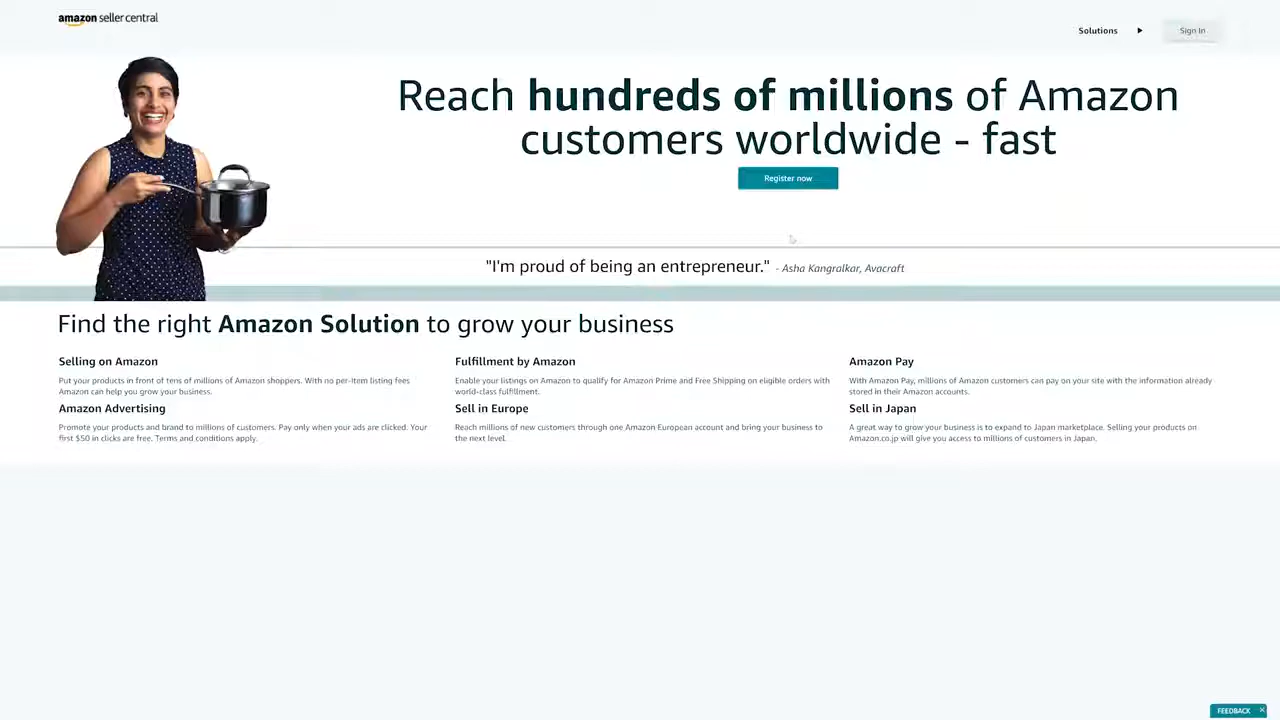 amazon seller central
Solutions
Sign In
Reach hundreds of millions of Amazon
customers worldwide - fast
Register now
"I'm proud of being an entrepreneur." - Asha Kangralkar, Avacraft
Find the right Amazon Solution to grow your business
Selling on Amazon
Put your products in front of tens of millions of Amazon shoppers. With no per-item listing fees
Amazon can help you grow your business.
Fulfillment by Amazon
Enable your listings on Amazon to qualify for Amazon Prime and Free Shipping on eligible orders with
world-class fulfillment.
Amazon Pay
With Amazon Pay, millions of Amazon customers can pay on your site with the information already
stored in their Amazon accounts.
Amazon Advertising
Promote your products and brand to millions of customers. Pay only when your ads are clicked. Your
first $50 in clicks are free. Terms and conditions apply.
Sell in Europe
Reach millions of new customers through one Amazon European account and bring your business to
the next level.
Sell in Japan
A great way to grow your business is to expand to Japan marketplace. Selling your products on
Amazon.co.jp will give you access to millions of customers in Japan.
FEEDBACK